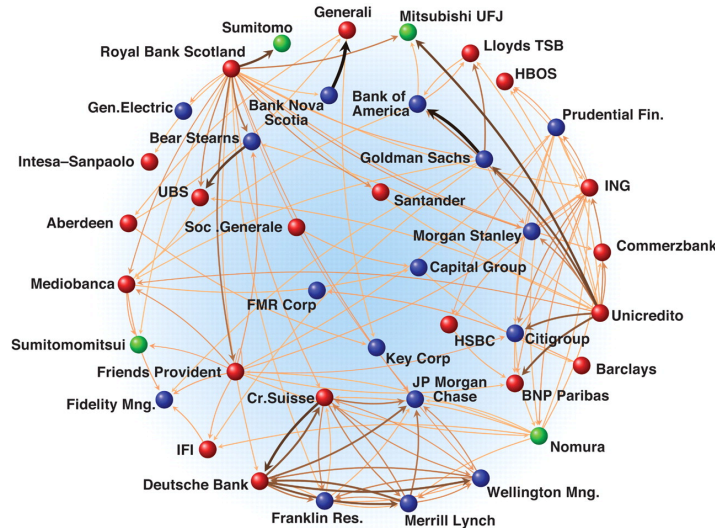 Generali
Sumitomo
Mitsubishi UFJ
Royal Bank Scotland
Lloyds TSB
HBOS
Gen.Electric
Bank Nova
Scotia
Bank of
America
Prudential Fin.
Bear Stearns
Goldman Sachs
Intesa–Sanpaolo
UBS
Santander
ING
Aberdeen
Soc .Generale
Morgan Stanley
Commerzbank
Mediobanca
Capital Group
FMR Corp
Unicredito
Sumitomomitsui
Key Corp
HSBC
Citigroup
Friends Provident
Barclays
Fidelity Mng.
Cr.Suisse
JP Morgan
Chase
BNP Paribas
IFI
Nomura
Deutsche Bank
Wellington Mng.
Franklin Res.
Merrill Lynch